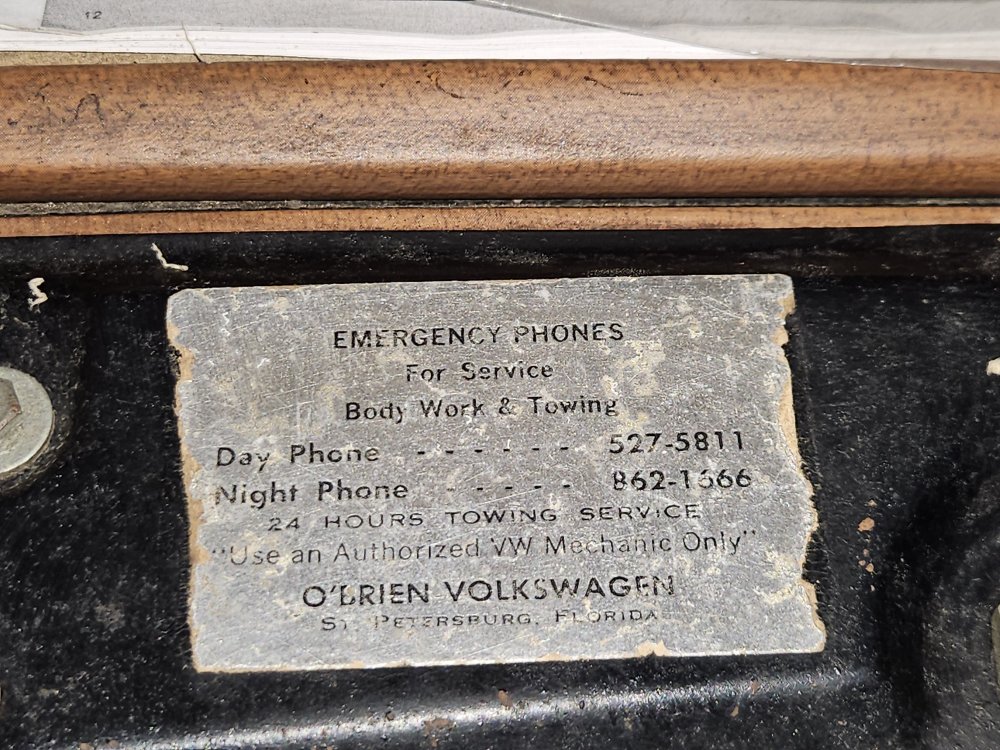 12
EMERGENCY PHONES
For Service
Body Work & Towing
Day Phone - - - - - - 527-5811
Night Phone - - - - - 862-1666
24 HOURS TOWING SERVICE
"Use an Authorized VW Mechanic Only"
O'BRIEN VOLKSWAGEN
ST. PETERSBURG, FLORIDA